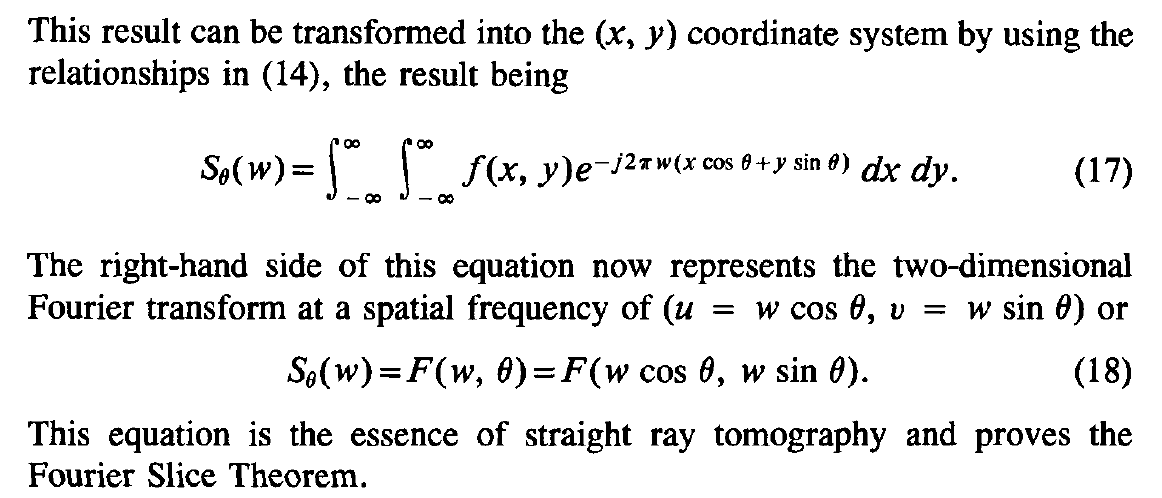 This result can be transformed into the (x, y) coordinate system by using the
relationships in (14), the result being
S_θ(w) = ∫_{-∞}^{∞} ∫_{-∞}^{∞} f(x, y)e^{-j2πw(x cos θ+y sin θ)} dx dy. (17)
The right-hand side of this equation now represents the two-dimensional
Fourier transform at a spatial frequency of (u = w cos θ, v = w sin θ) or
S_θ(w) = F(w, θ) = F(w cos θ, w sin θ). (18)
This equation is the essence of straight ray tomography and proves the
Fourier Slice Theorem.